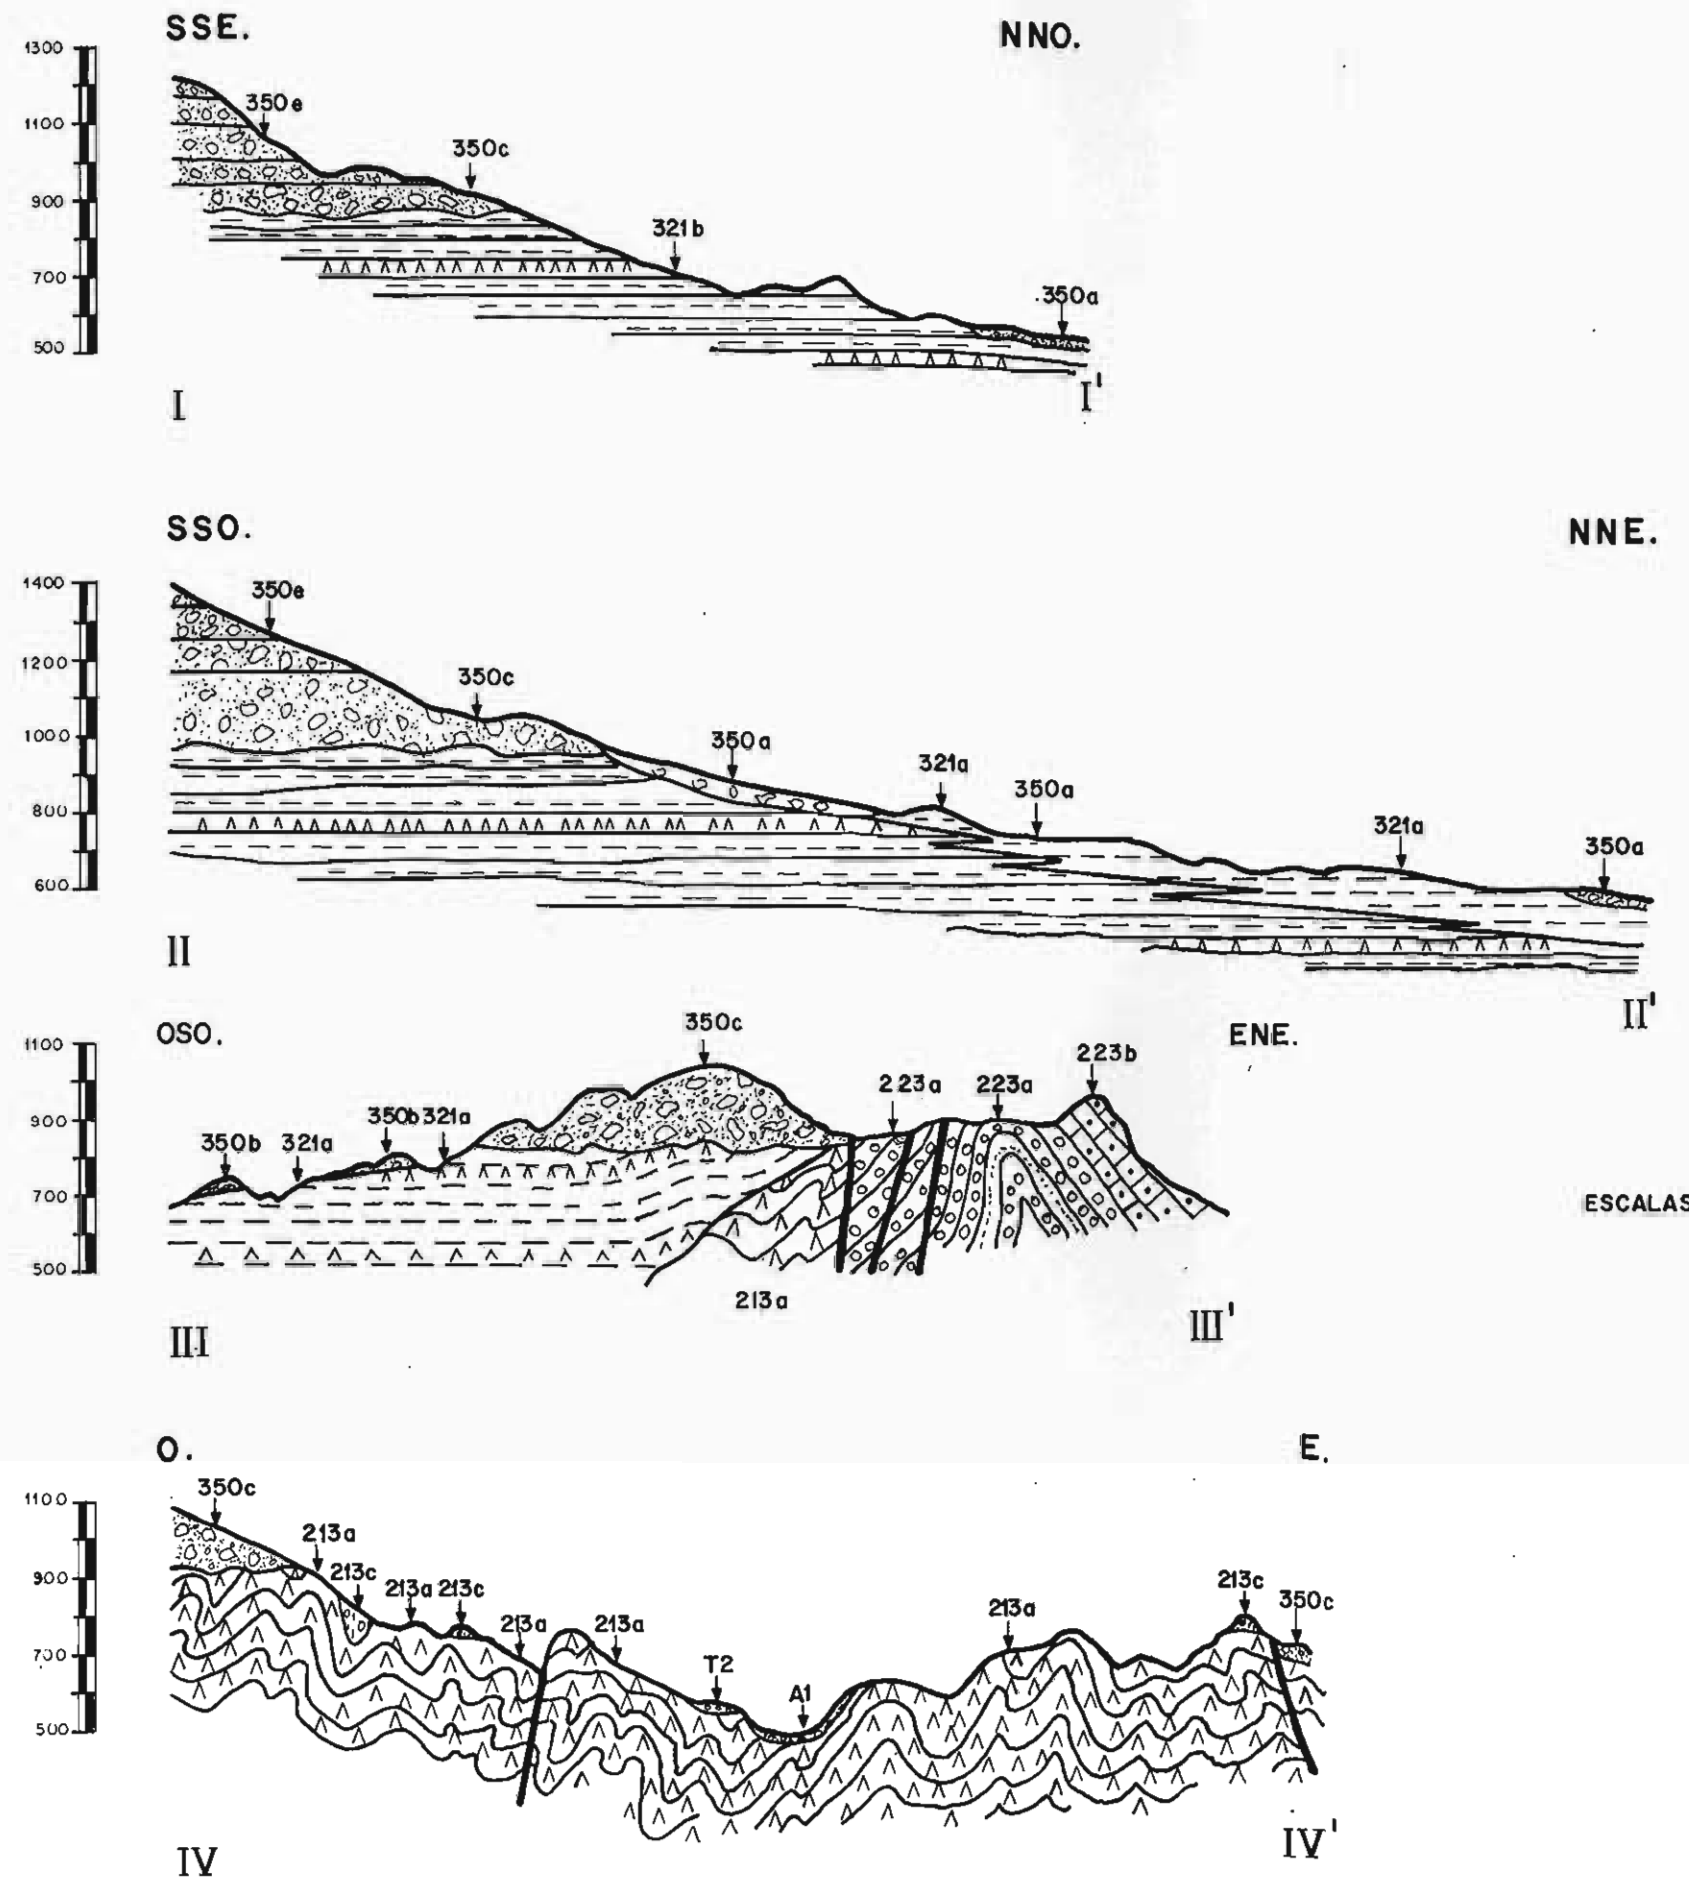 SSE. NNO.
1300
350e
1100
350c
900
321b
700
350a
500
I I'
SSO. NNE.
1400
350e
1200
350c
1000
350a
321a
350a
800
321a
350a
600
II
II'
OSO. ENE.
350c
1100
223b
223a 223a
900
350b 321a
350b 321a
700
ESCALAS
500
213a
III III'
O. E.
350c
1100
213a
213c
213a 213c
900
213c
350c
213a 213a
213a
700
T2
A1
500
IV IV'